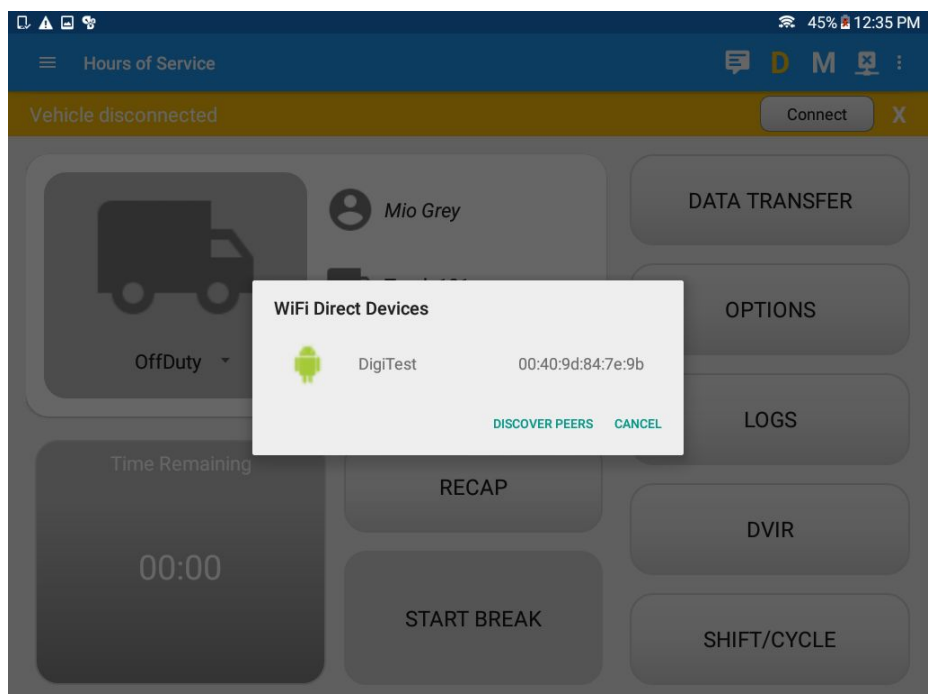 45% 12:35 PM
Hours of Service
D M
Vehicle disconnected
Connect X
Mio Grey
DATA TRANSFER
OPTIONS
OffDuty
WiFi Direct Devices
DigiTest 00:40:9d:84:7e:9b
DISCOVER PEERS CANCEL
LOGS
Time Remaining
00:00
RECAP
START BREAK
DVIR
SHIFT/CYCLE